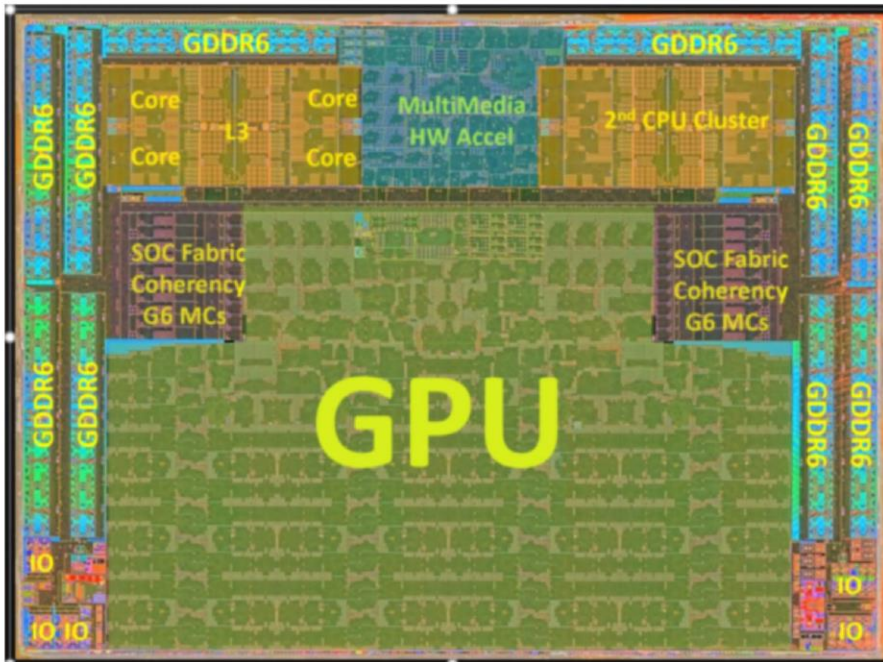 GDDR6
GDDR6
GDDR6
GDDR6
GDDR6
GDDR6
Core
Core
L3
Core
Core
MultiMedia
HW Accel
2nd CPU Cluster
SOC Fabric
Coherency
G6 MCs
SOC Fabric
Coherency
G6 MCs
GPU
GDDR6
GDDR6
GDDR6
GDDR6
IO
IO
IO
IO
IO